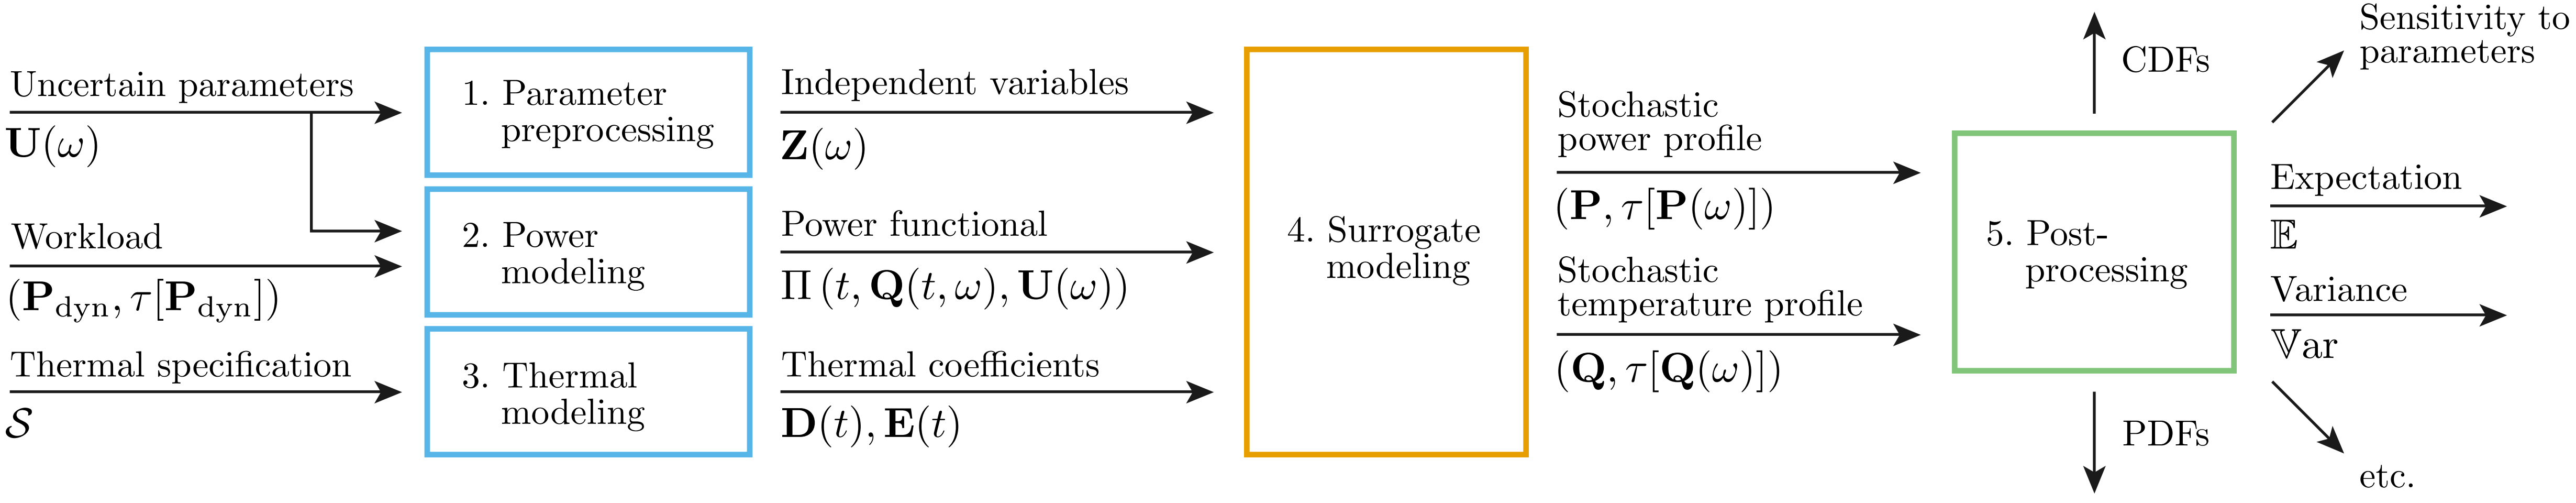 Uncertain parameters
𝐔(ω)
Workload
(𝐏dyn, τ[𝐏dyn])
Thermal specification
𝒮
1. Parameter
preprocessing
2. Power
modeling
3. Thermal
modeling
Independent variables
𝐙(ω)
Power functional
Π (t, 𝐐(t, ω), 𝐔(ω))
Thermal coefficients
𝐃(t), 𝐄(t)
4. Surrogate
modeling
Stochastic
power profile
(𝐏, τ[𝐏(ω)])
Stochastic
temperature profile
(𝐐, τ[𝐐(ω)])
5. Post-
processing
CDFs
Sensitivity to
parameters
Expectation
𝔼
Variance
𝕍ar
PDFs
etc.